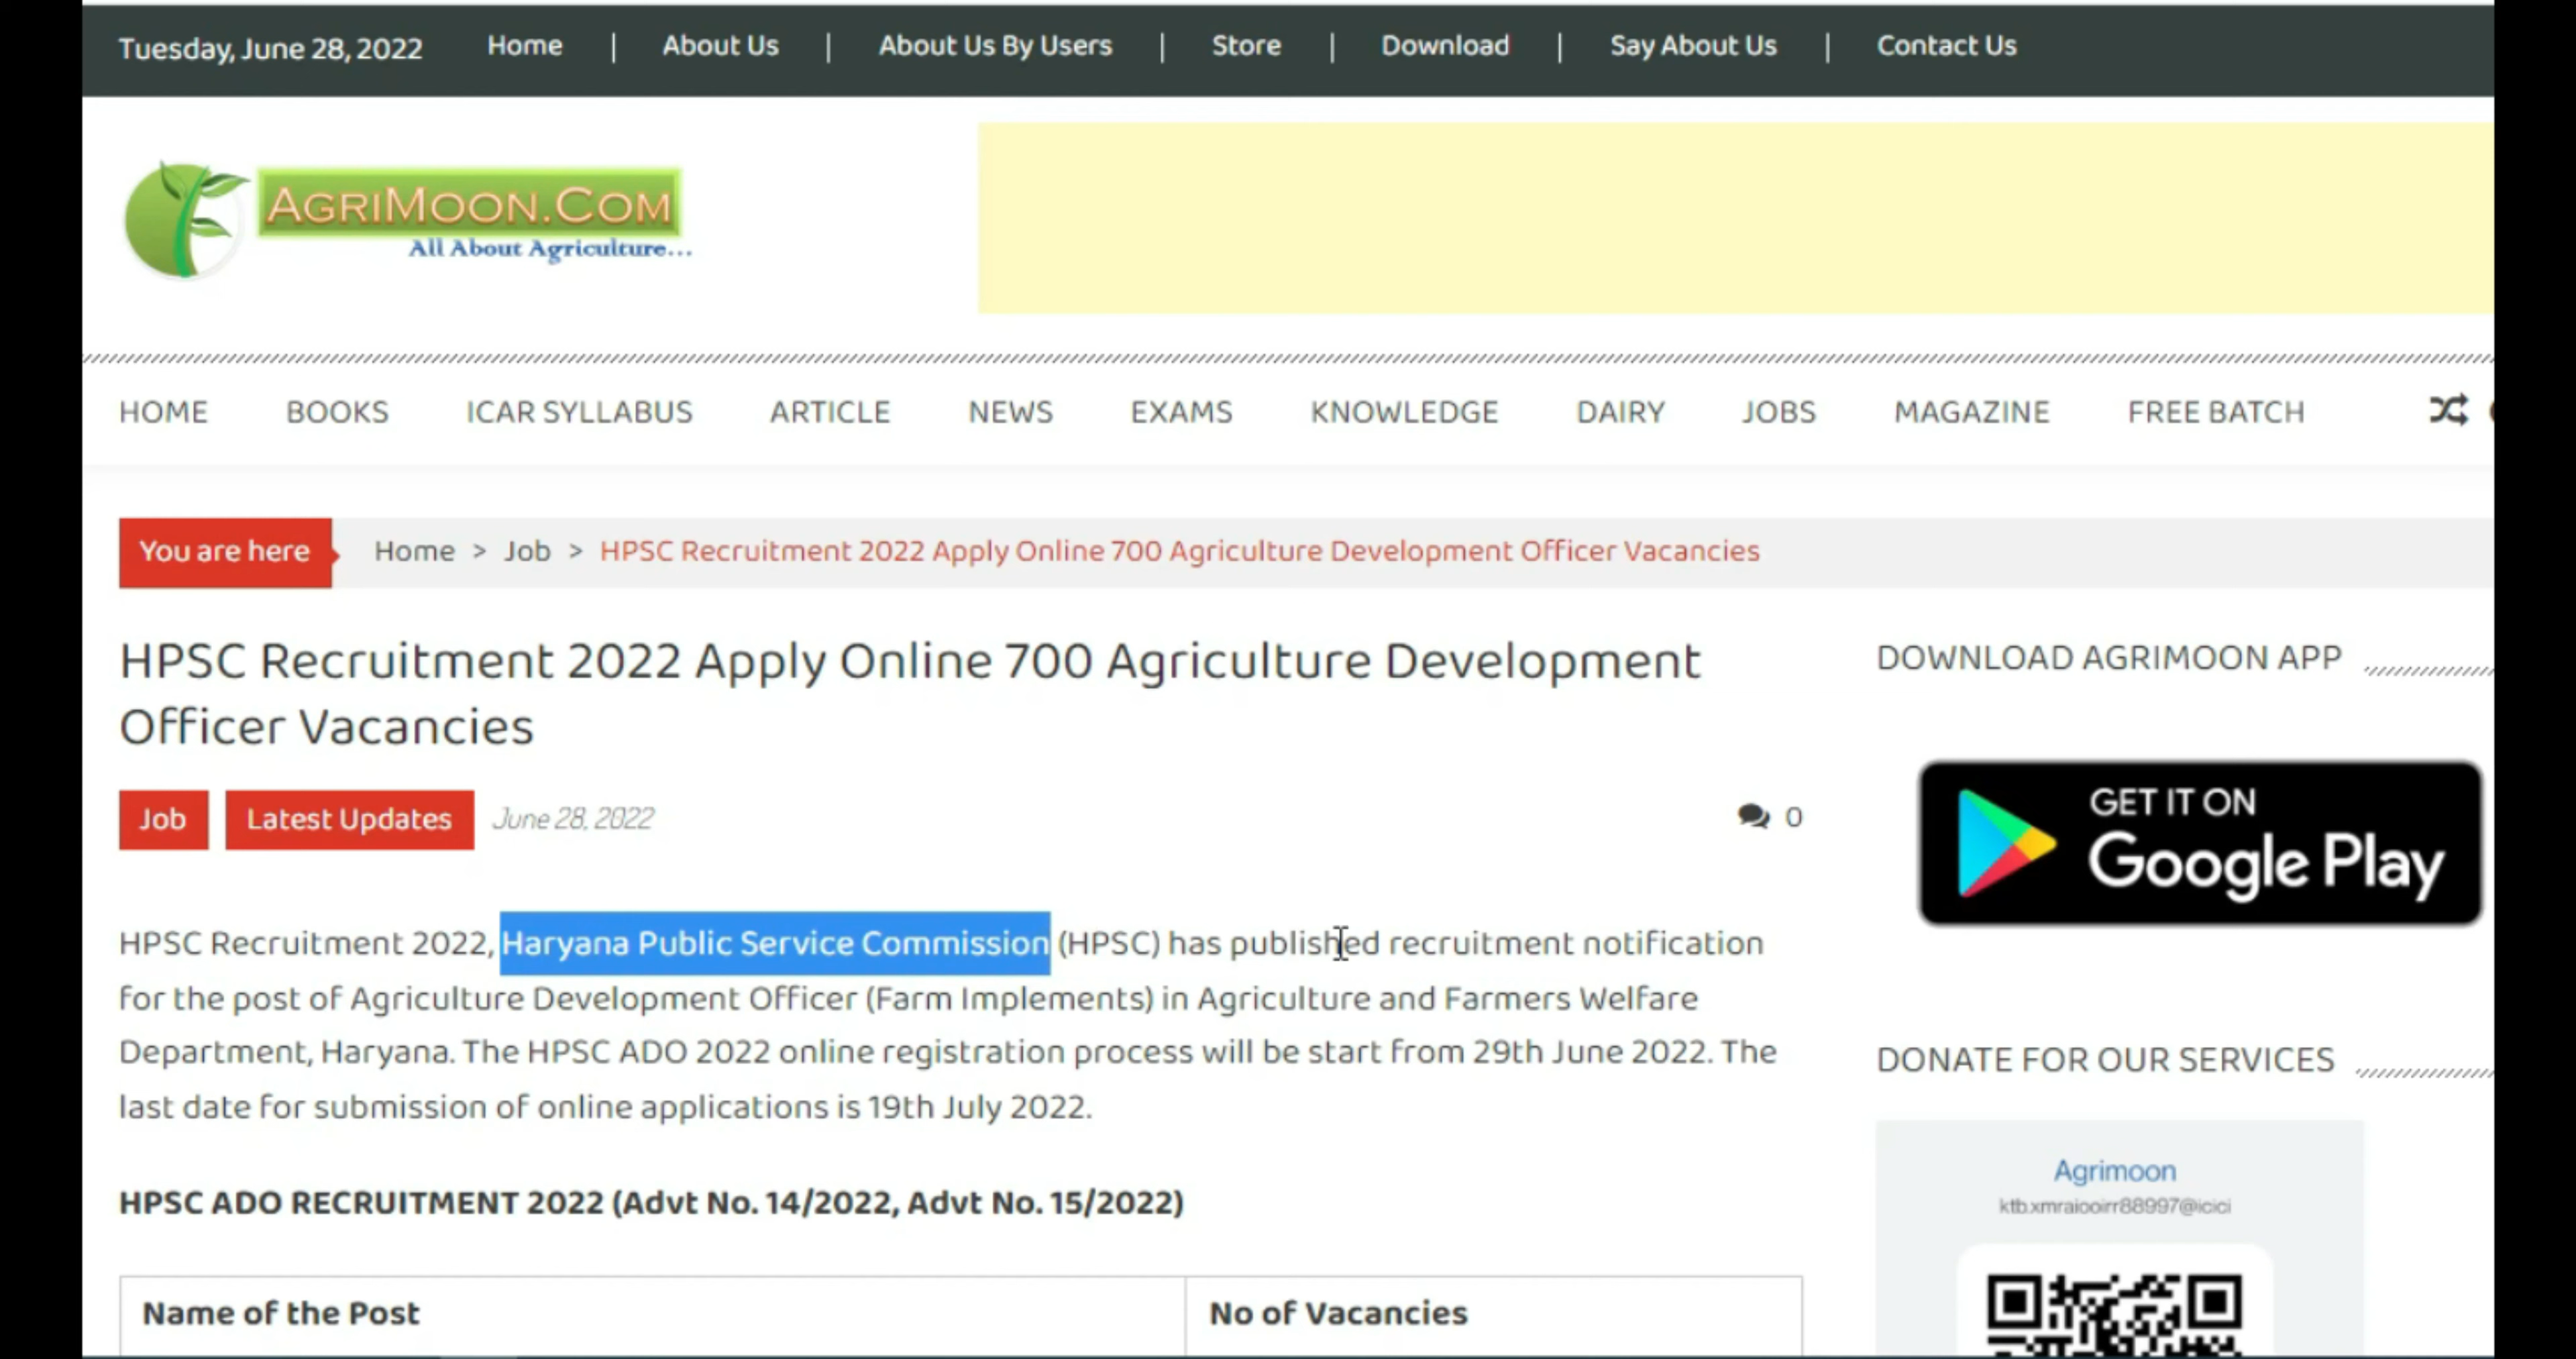 Tuesday, June 28, 2022 Home | About Us | About Us By Users | Store | Download | Say About Us | Contact Us
AGRIMOON.COM
All About Agriculture...
HOME BOOKS ICAR SYLLABUS ARTICLE NEWS EXAMS KNOWLEDGE DAIRY JOBS MAGAZINE FREE BATCH
You are here Home > Job > HPSC Recruitment 2022 Apply Online 700 Agriculture Development Officer Vacancies
HPSC Recruitment 2022 Apply Online 700 Agriculture Development
Officer Vacancies
Job Latest Updates June 28, 2022 0
HPSC Recruitment 2022, Haryana Public Service Commission (HPSC) has published recruitment notification
for the post of Agriculture Development Officer (Farm Implements) in Agriculture and Farmers Welfare
Department, Haryana. The HPSC ADO 2022 online registration process will be start from 29th June 2022. The
last date for submission of online applications is 19th July 2022.
HPSC ADO RECRUITMENT 2022 (Advt No. 14/2022, Advt No. 15/2022)
Name of the Post No of Vacancies
DOWNLOAD AGRIMOON APP
GET IT ON
Google Play
DONATE FOR OUR SERVICES
Agrimoon
ktb.xmraiooirr88997@icici